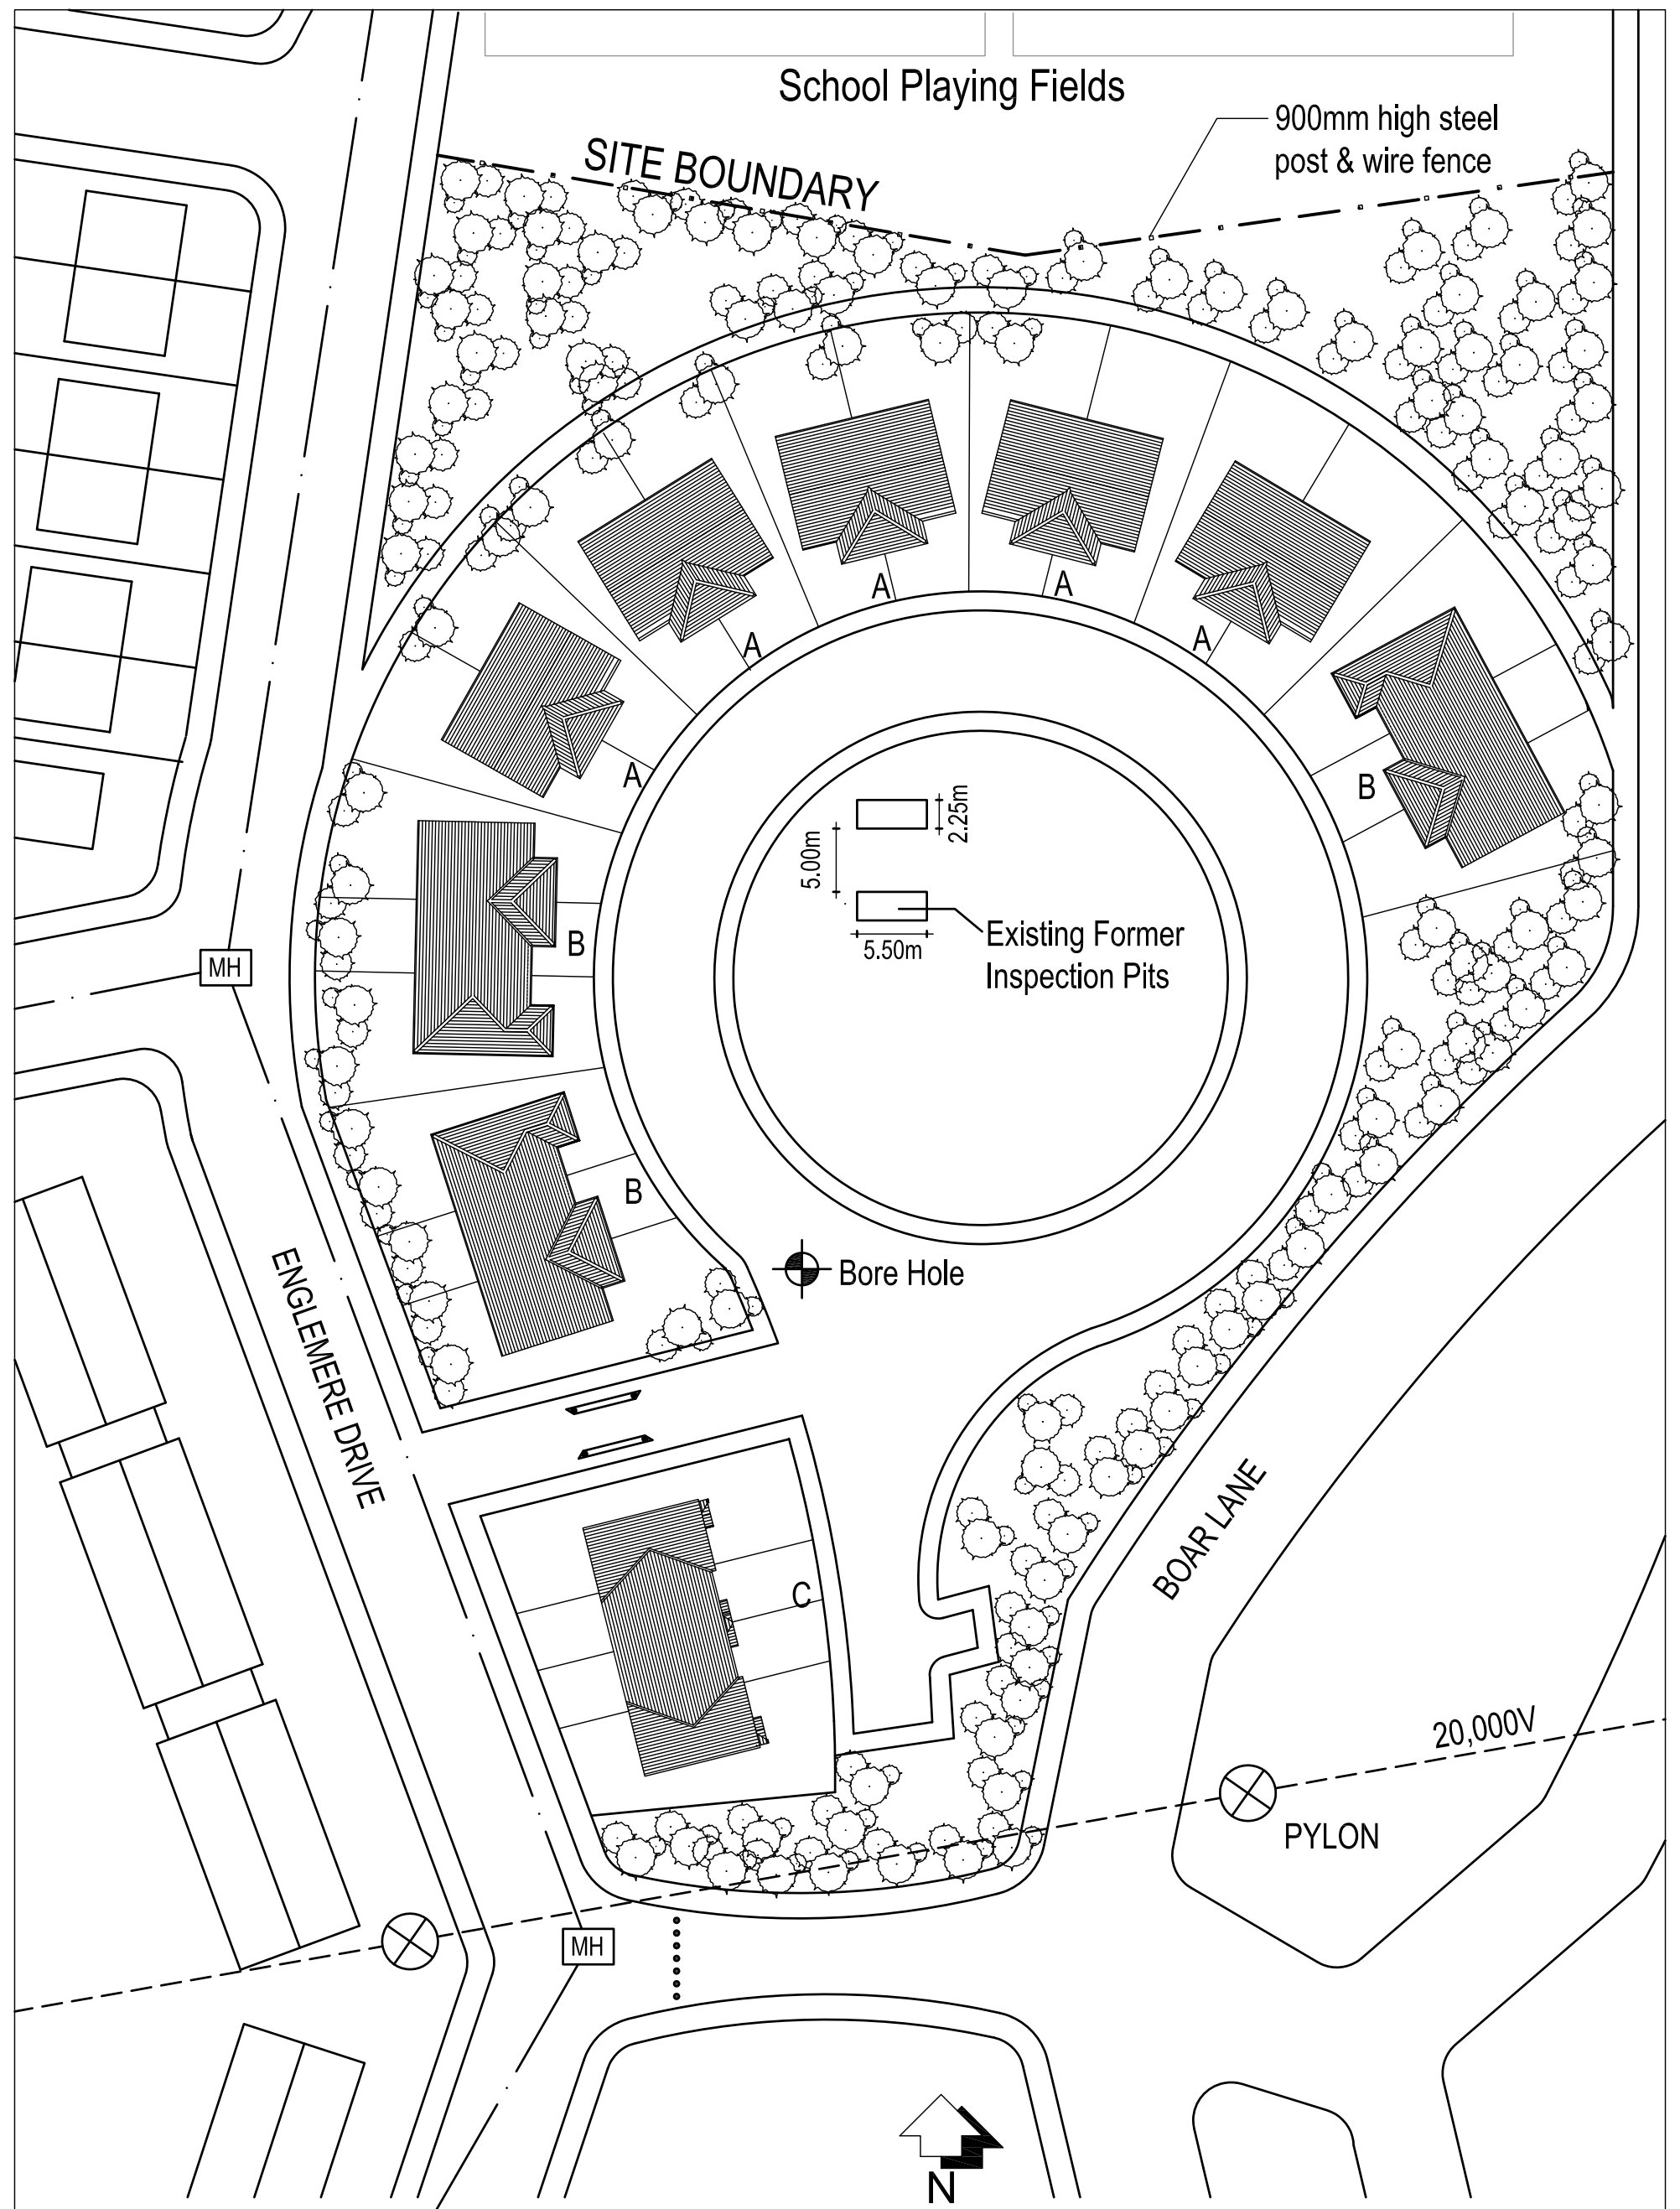 School Playing Fields
900mm high steel
post & wire fence
SITE BOUNDARY
A
A
A
A
A
B
A
2.25m
5.00m
5.50m
Existing Former
Inspection Pits
B
MH
B
Bore Hole
ENGLEMERE DRIVE
BOAR LANE
C
20,000V
PYLON
MH
N